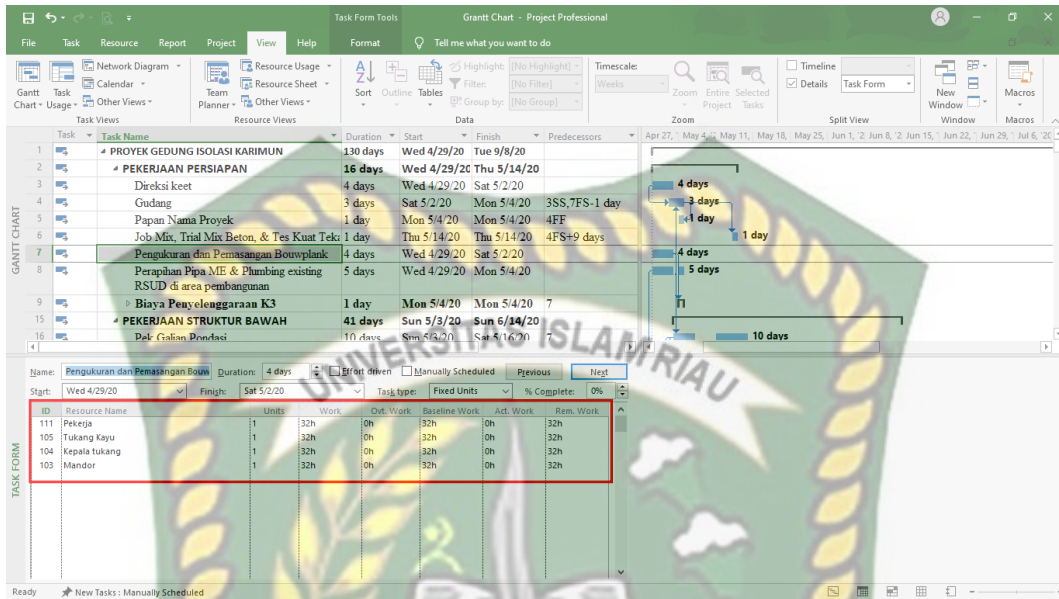 Task Form Tools Grantt Chart - Project Professional
File Task Resource Report Project View Help Format Tell me what you want to do
Gantt Chart Task Usage Network Diagram Calendar Other Views Task Views
Team Planner Resource Usage Resource Sheet Other Views Resource Views
Sort Outline Tables Highlight: [No Highlight] Filter: [No Filter] Group by: [No Group] Data
Timescale: Weeks Zoom Entire Project Selected Tasks Zoom
Timeline Details Task Form Split View
New Window Window Macros Macros
Task Task Name Duration Start Finish Predecessors
1 PROYEK GEDUNG ISOLASI KARIMUN 130 days Wed 4/29/20 Tue 9/8/20
2 PEKERJAAN PERSIAPAN 16 days Wed 4/29/20 Thu 5/14/20
3 Direksi keet 4 days Wed 4/29/20 Sat 5/2/20 4 days
4 Gudang 3 days Sat 5/2/20 Mon 5/4/20 3SS,7FS-1 day 3 days
5 Papan Nama Proyek 1 day Mon 5/4/20 Mon 5/4/20 4FF 1 day
6 Job Mix, Trial Mix Beton, & Tes Kuat Teka 1 day Thu 5/14/20 Thu 5/14/20 4FS+9 days 1 day
7 Pengukuran dan Pemasangan Bouwplank 4 days Wed 4/29/20 Sat 5/2/20 4 days
8 Perapihan Pipa ME & Plumbing existing 5 days Wed 4/29/20 Mon 5/4/20 5 days
RSUD di area pembangunan
9 Biaya Penyelenggaraan K3 1 day Mon 5/4/20 Mon 5/4/20 7
15 PEKERJAAN STRUKTUR BAWAH 41 days Sun 5/3/20 Sun 6/14/20
16 Pek Galian Pondasi 10 days Sun 5/3/20 Sat 5/16/20 7 10 days
GANTT CHART
UNIVERSITAS ISLAM RIAU
Name: Pengukuran dan Pemasangan Bouw Duration: 4 days Effort driven Manually Scheduled Previous Next
Start: Wed 4/29/20 Finish: Sat 5/2/20 Task type: Fixed Units % Complete: 0%
ID Resource Name Units Work Ovt. Work Baseline Work Act. Work Rem. Work
111 Pekerja 1 32h 0h 32h 0h 32h
105 Tukang Kayu 1 32h 0h 32h 0h 32h
104 Kepala tukang 1 32h 0h 32h 0h 32h
103 Mandor 1 32h 0h 32h 0h 32h
TASK FORM
Ready New Tasks : Manually Scheduled